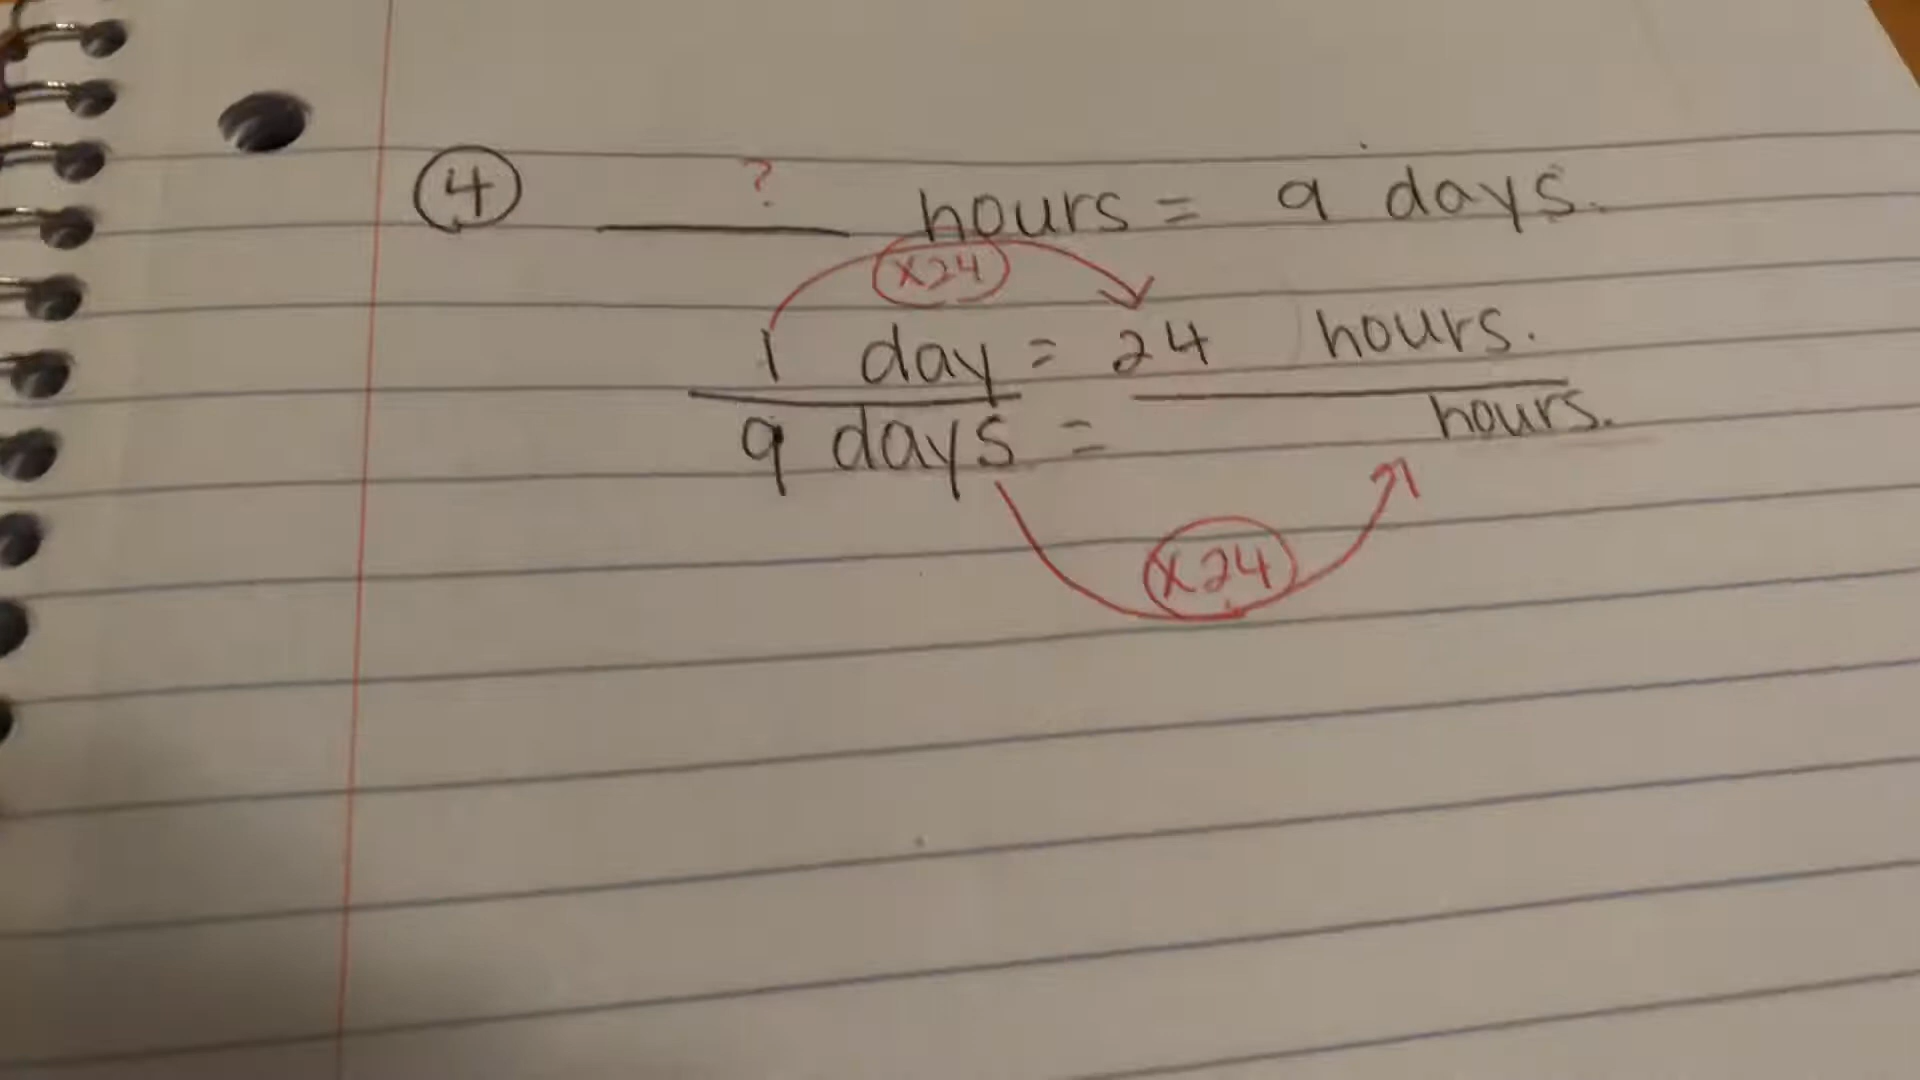 ④ ? hours = 9 days.
x24
1 day = 24 hours.
9 days = hours.
x24